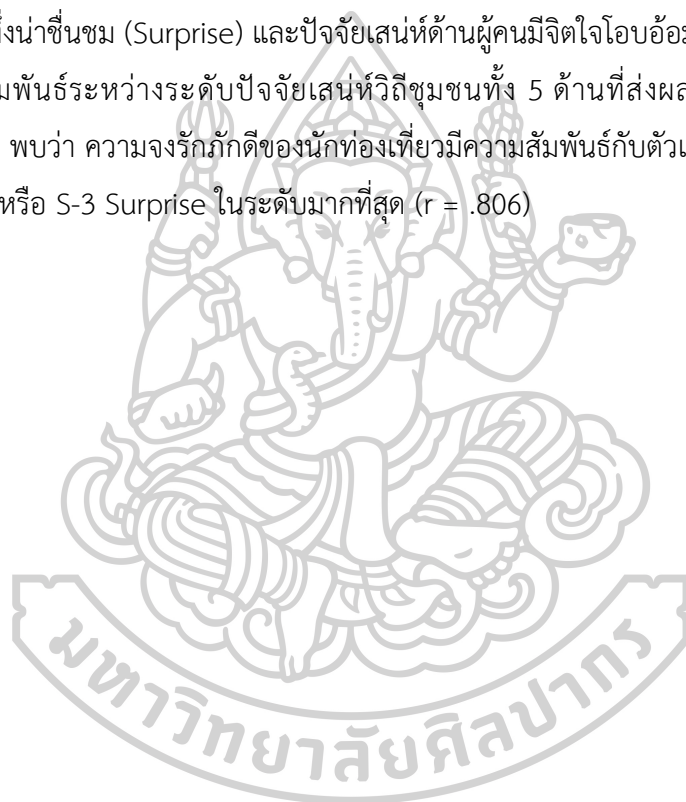 น่าชื่นชม (Surprise) และปัจจัยเสน่ห์ด้านผู้คนมีจิตใจโอบอ้อม
ระหว่างระดับปัจจัยเสน่ห์วิถีชุมชนทั้ง 5 ด้านที่ส่งผล
พบว่า ความจงรักภักดีของนักท่องเที่ยวมีความสัมพันธ์กับตัว
หรือ S-3 Surprise ในระดับมากที่สุด (r = .806)
มหาวิทยาลัยศิลปากร